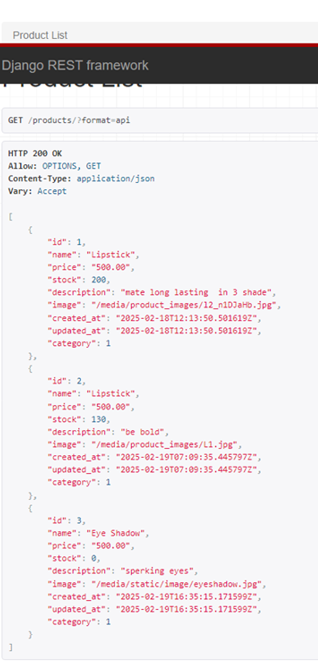 Product List
Django REST framework
Product List
GET /products/?format=api
HTTP 200 OK
Allow: OPTIONS, GET
Content-Type: application/json
Vary: Accept
[
    {
        "id": 1,
        "name": "Lipstick",
        "price": "500.00",
        "stock": 200,
        "description": "mate long lasting  in 3 shade",
        "image": "/media/product_images/12_n1DJaHb.jpg",
        "created_at": "2025-02-18T12:13:50.501619Z",
        "updated_at": "2025-02-18T12:13:50.501619Z",
        "category": 1
    },
    {
        "id": 2,
        "name": "Lipstick",
        "price": "500.00",
        "stock": 130,
        "description": "be bold",
        "image": "/media/product_images/L1.jpg",
        "created_at": "2025-02-19T07:09:35.445797Z",
        "updated_at": "2025-02-19T07:09:35.445797Z",
        "category": 1
    },
    {
        "id": 3,
        "name": "Eye Shadow",
        "price": "500.00",
        "stock": 0,
        "description": "sperking eyes",
        "image": "/media/static/image/eyeshadow.jpg",
        "created_at": "2025-02-19T16:35:15.171599Z",
        "updated_at": "2025-02-19T16:35:15.171599Z",
        "category": 1
    }
]